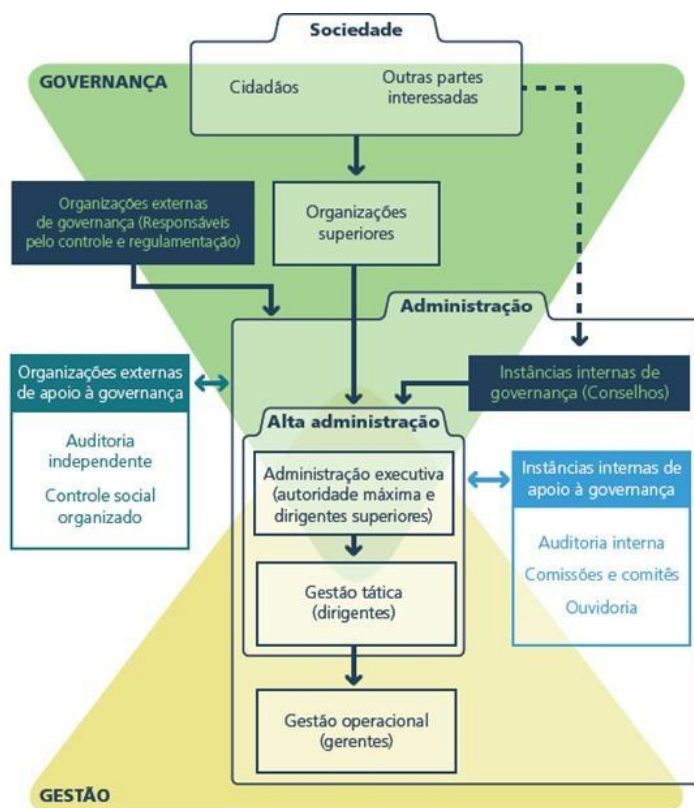 Sociedade
GOVERNANÇA
Cidadãos
Outras partes
interessadas
Organizações externas
de governança (Responsáveis
pelo controle e regulamentação)
Organizações
superiores
Administração
Organizações externas
de apoio à governança
Auditoria
independente
Controle social
organizado
Instâncias internas de
governança (Conselhos)
Alta administração
Administração executiva
(autoridade máxima e
dirigentes superiores)
Instâncias internas de
apoio à governança
Auditoria interna
Comissões e comitês
Ouvidoria
Gestão tática
(dirigentes)
Gestão operacional
(gerentes)
GESTÃO